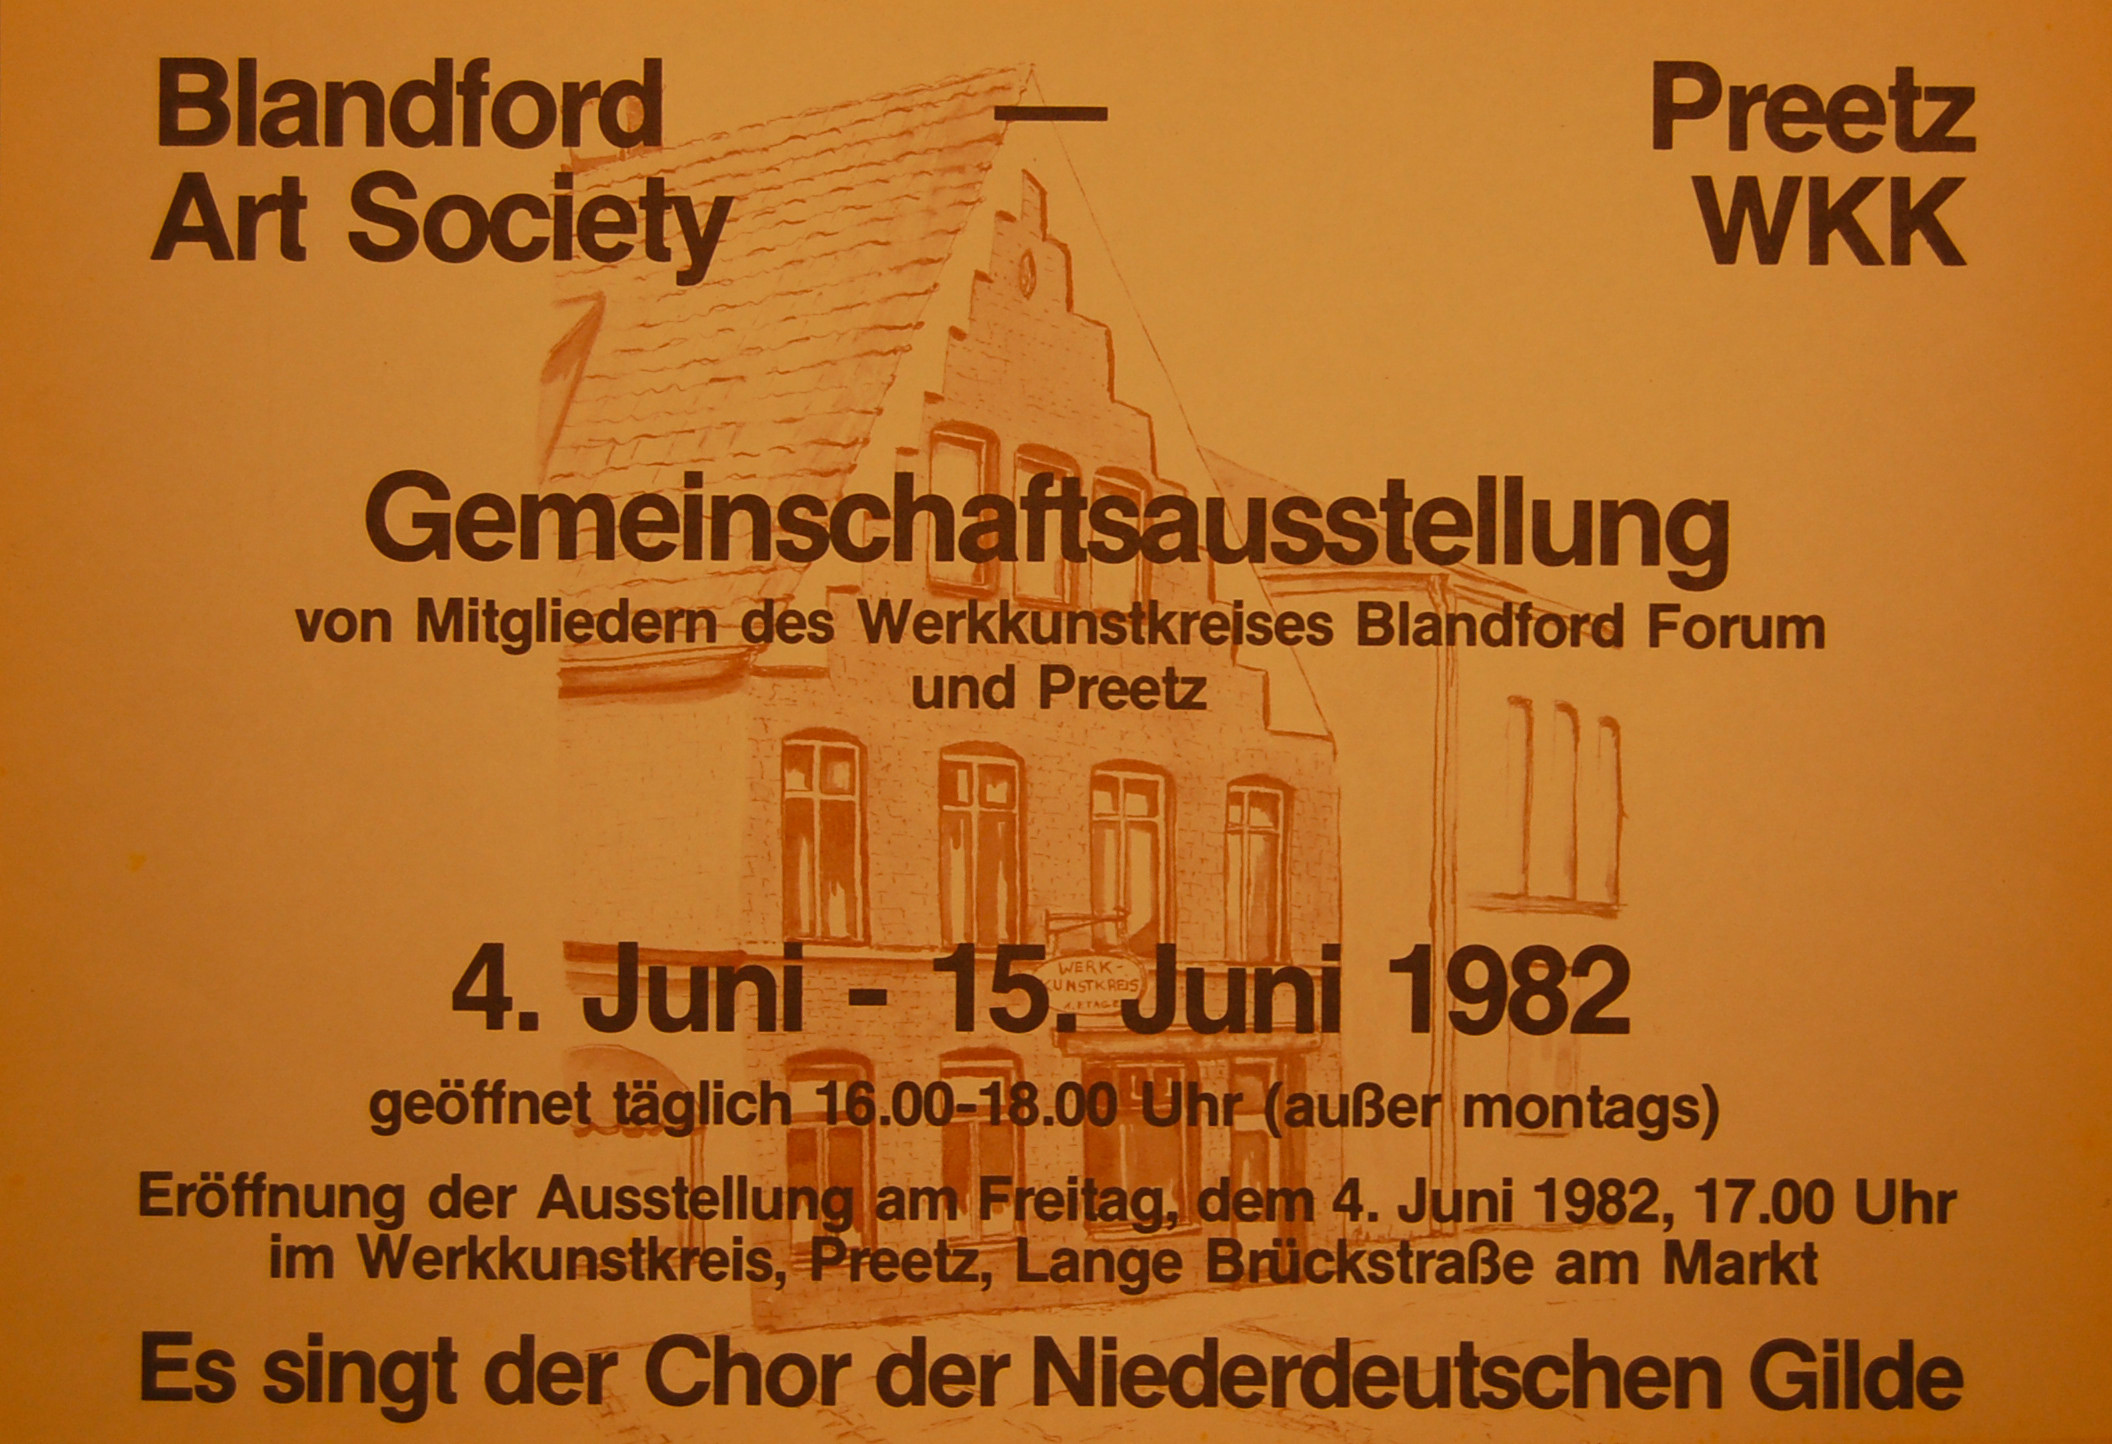 Blandford — Preetz
Art Society WKK
Gemeinschaftsausstellung
von Mitgliedern des Werkkunstkreises Blandford Forum
und Preetz
WERK-
KUNSTKREIS
4. Juni - 15. Juni 1982
geöffnet täglich 16.00-18.00 Uhr (außer montags)
Eröffnung der Ausstellung am Freitag, dem 4. Juni 1982, 17.00 Uhr
im Werkkunstkreis, Preetz, Lange Brückstraße am Markt
Es singt der Chor der Niederdeutschen Gilde